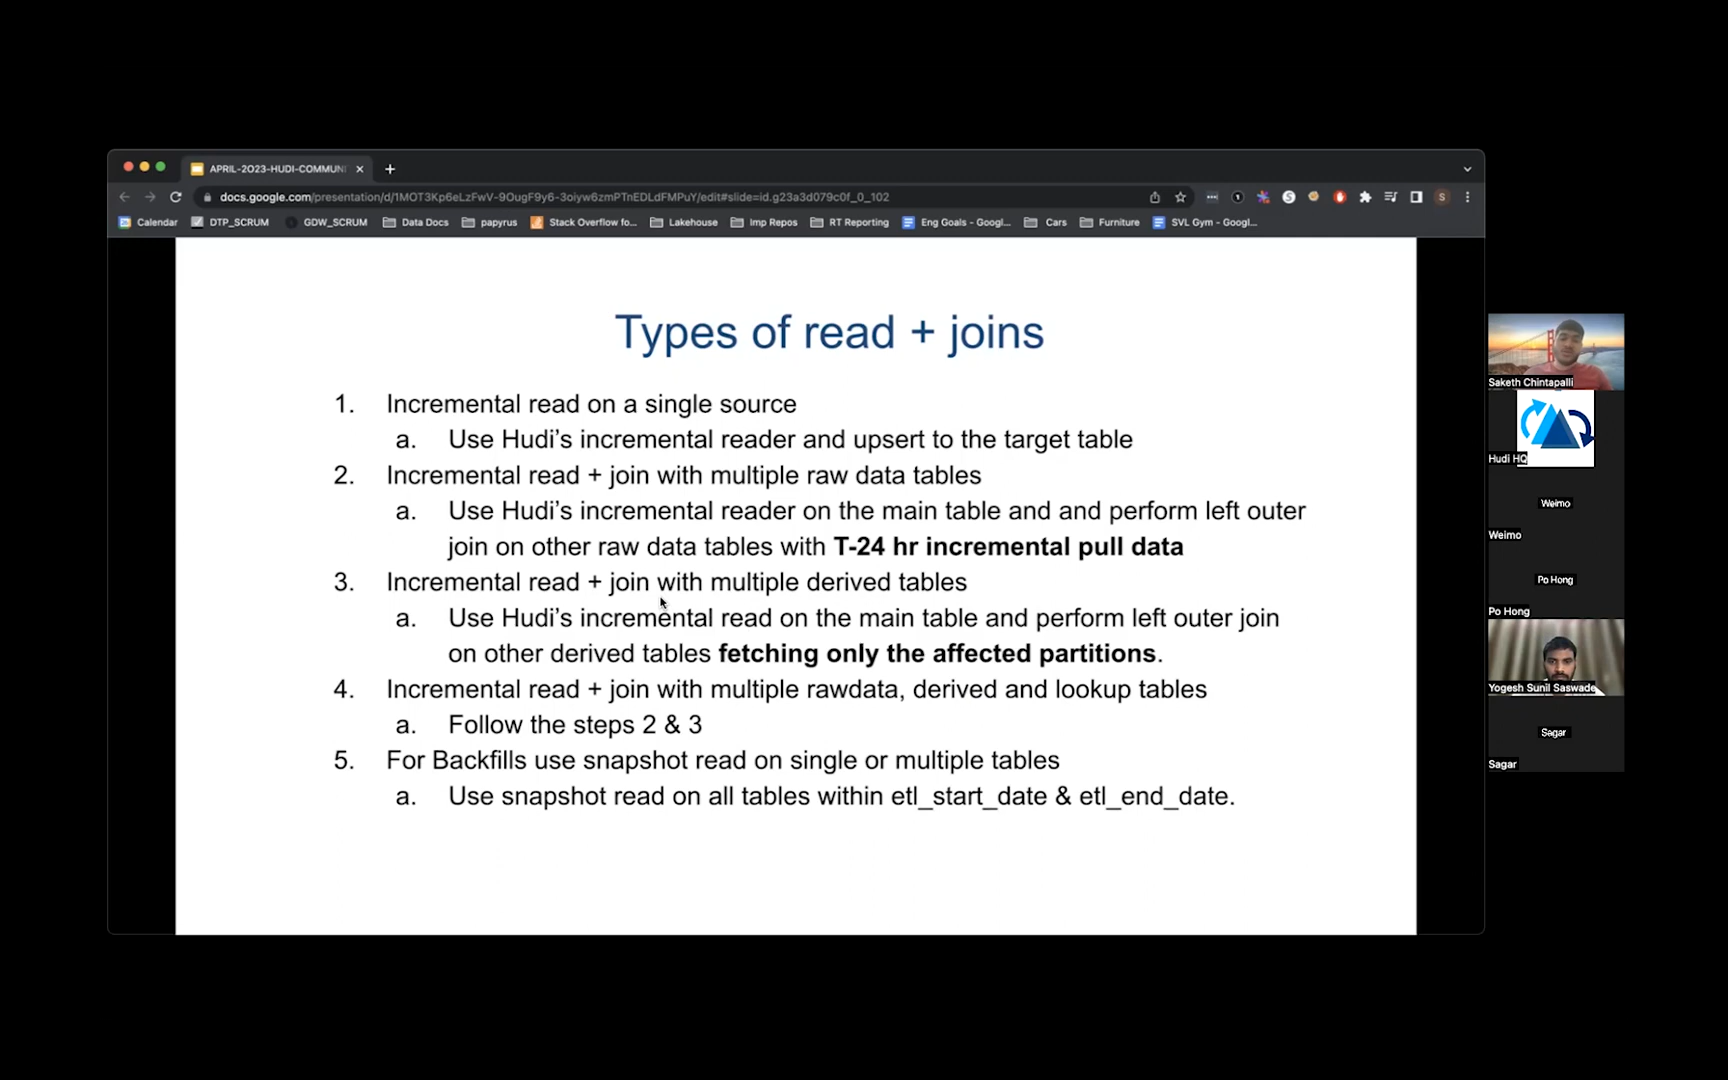 APRIL-2023-HUDI-COMMUNI
docs.google.com/presentation/d/1MOT3Kp6eLzFwV-9OugF9y6-3oiyw6zmPTnEDLdFMPuY/edit#slide=id.g23a3d079c0f_0_102
Calendar DTP_SCRUM GDW_SCRUM Data Docs papyrus Stack Overflow fo... Lakehouse Imp Repos RT Reporting Eng Goals - Googl... Cars Furniture SVL Gym - Googl...
Types of read + joins
1. Incremental read on a single source
a. Use Hudi's incremental reader and upsert to the target table
2. Incremental read + join with multiple raw data tables
a. Use Hudi's incremental reader on the main table and and perform left outer
join on other raw data tables with T-24 hr incremental pull data
3. Incremental read + join with multiple derived tables
a. Use Hudi's incremental read on the main table and perform left outer join
on other derived tables fetching only the affected partitions.
4. Incremental read + join with multiple rawdata, derived and lookup tables
a. Follow the steps 2 & 3
5. For Backfills use snapshot read on single or multiple tables
a. Use snapshot read on all tables within etl_start_date & etl_end_date.
Saketh Chintapalli
Hudi HQ
Weimo
Weimo
Po Hong
Po Hong
Yogesh Sunil Saswade
Sagar
Sagar